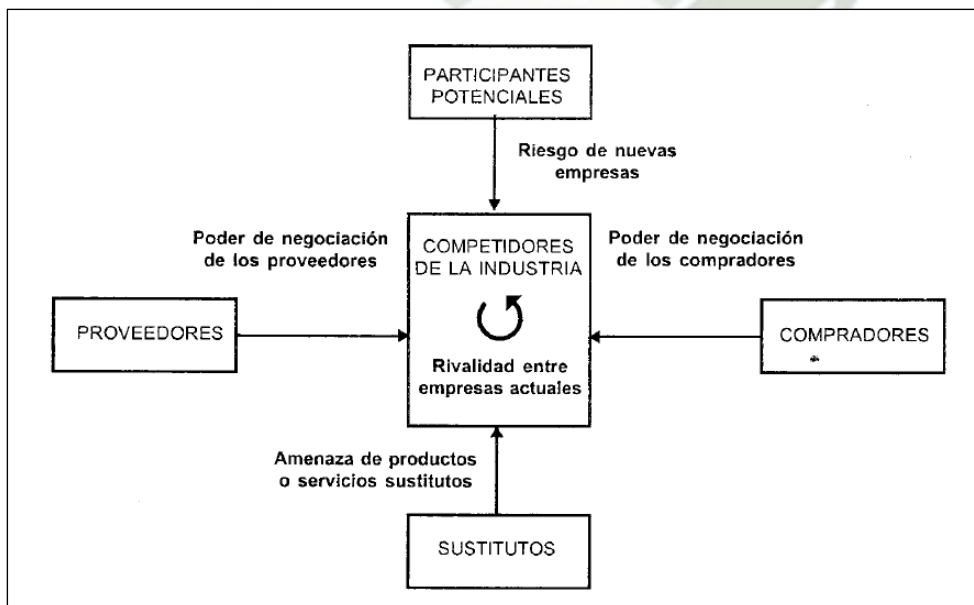 PARTICIPANTES
POTENCIALES
Riesgo de nuevas
empresas
Poder de negociación
de los proveedores
COMPETIDORES
DE LA INDUSTRIA
Poder de negociación
de los compradores
PROVEEDORES
COMPRADORES
Rivalidad entre
empresas actuales
Amenaza de productos
o servicios sustitutos
SUSTITUTOS